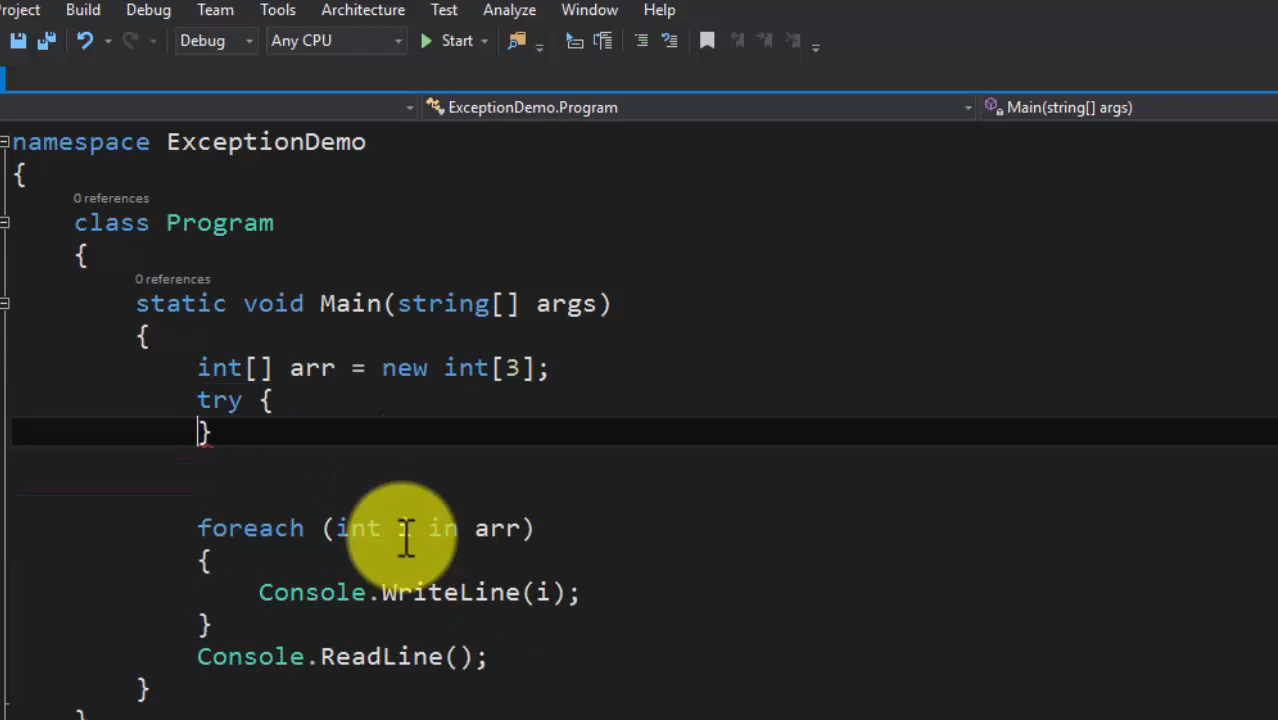 roject Build Debug Team Tools Architecture Test Analyze Window Help
Debug Any CPU Start
ExceptionDemo.Program Main(string[] args)
namespace ExceptionDemo
{
0 references
class Program
{
0 references
static void Main(string[] args)
{
int[] arr = new int[3];
try {
}
foreach (int i in arr)
{
Console.WriteLine(i);
}
Console.ReadLine();
}
}